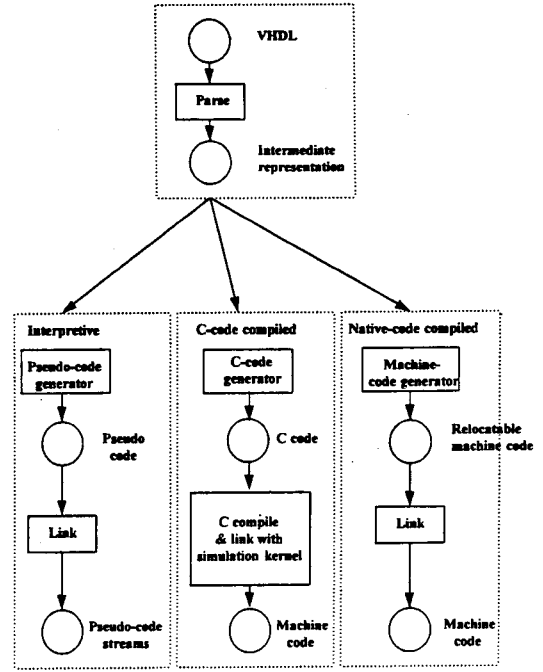 VHDL
Parse
Intermediate
representation
Interpretive
Pseudo-code
generator
Pseudo
code
Link
Pseudo-code
streams
C-code compiled
C-code
generator
C code
C compile
& link with
simulation kernel
Machine
code
Native-code compiled
Machine-
code generator
Relocatable
machine code
Link
Machine
code